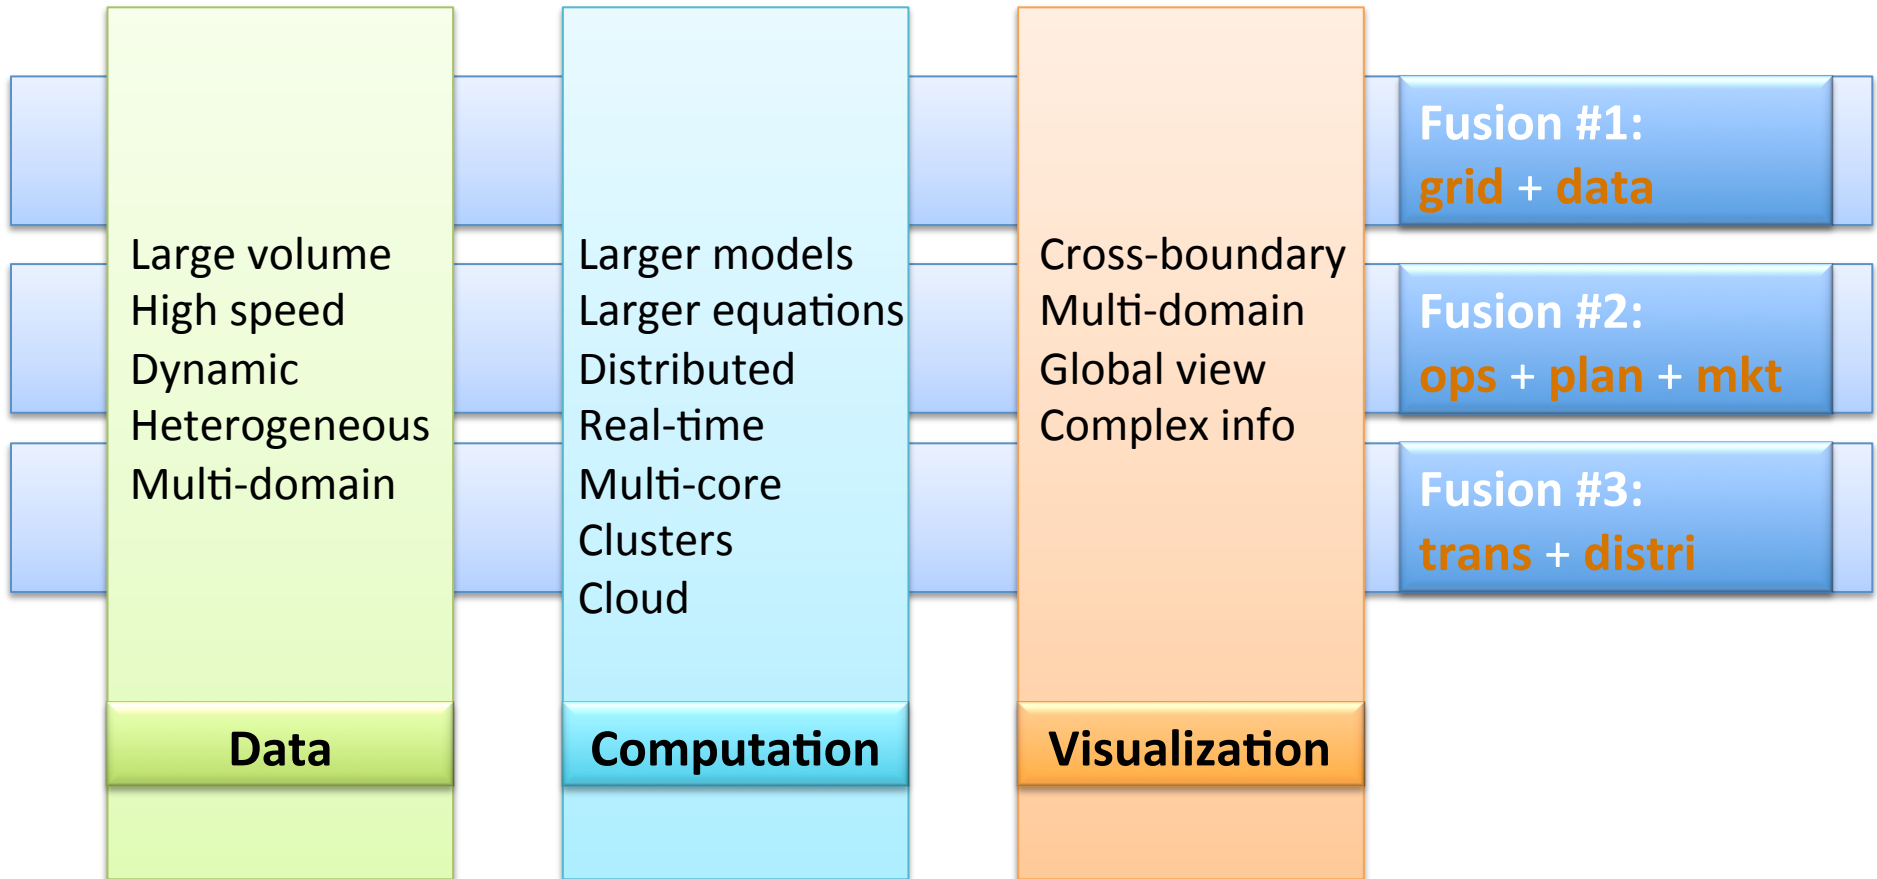 Large volume
High speed
Dynamic
Heterogeneous
Multi-domain
Data
Larger models
Larger equations
Distributed
Real-time
Multi-core
Clusters
Cloud
Computation
Cross-boundary
Multi-domain
Global view
Complex info
Visualization
Fusion #1:
grid + data
Fusion #2:
ops + plan + mkt
Fusion #3:
trans + distri